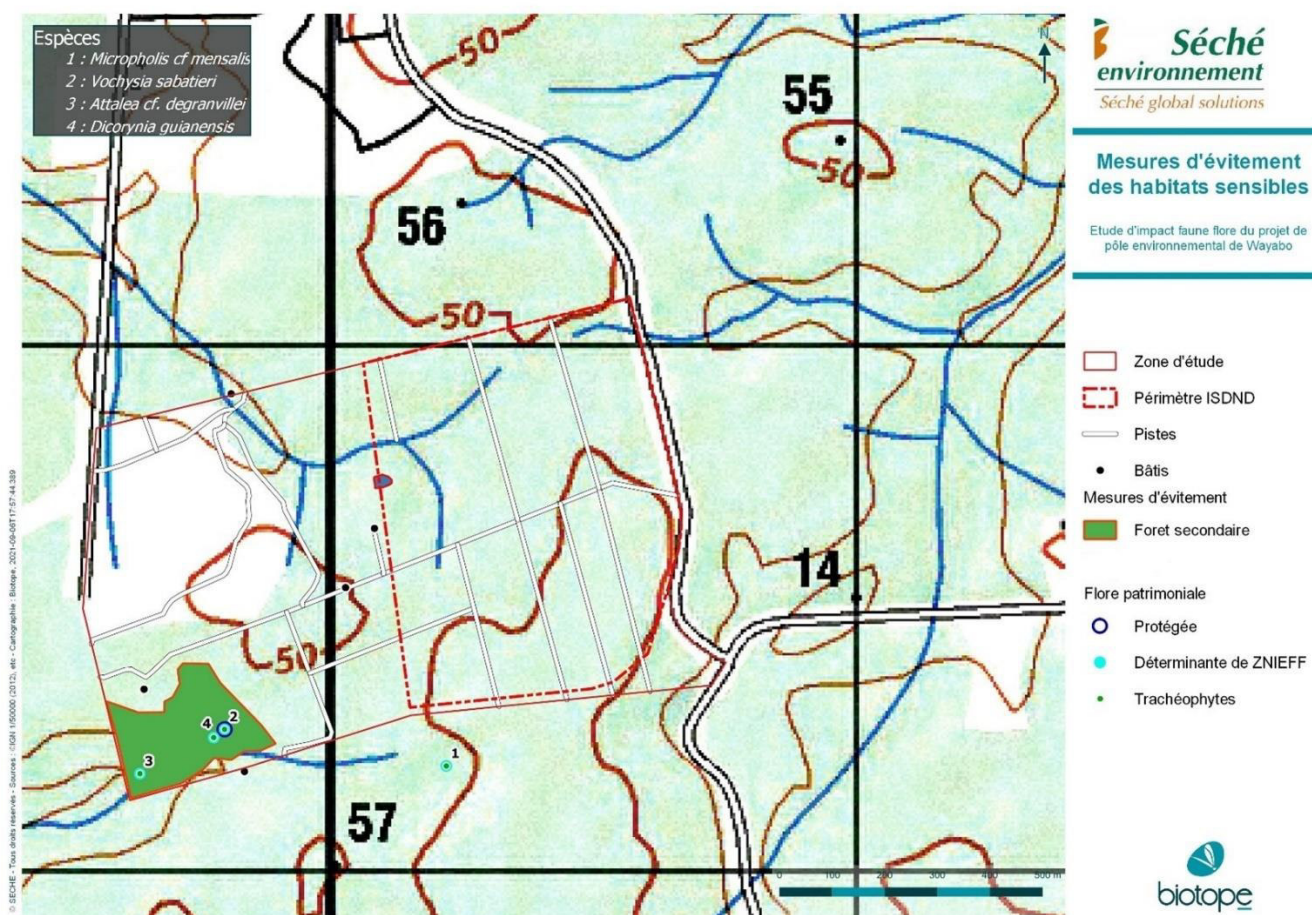 Espèces
1 : Micropholis cf mensalis
2 : Vochysia sabatieri
3 : Attalea cf. degranvillei
4 : Dicorynia guianensis
50
50
55
50
56
50
14
50
4 2
3
1
57
0 100 200 300 400 500 m
N
© SECHE - Tous droits réservés - Sources : ©IGN 1/50000 (2012), etc - Cartographie : Biotope, 2021-09-06T17:57:44.389
Séché
environnement
Séché global solutions
Mesures d'évitement
des habitats sensibles
Etude d'impact faune flore du projet de
pôle environnemental de Wayabo
Zone d'étude
Périmètre ISDND
Pistes
Bâtis
Mesures d'évitement
Foret secondaire
Flore patrimoniale
Protégée
Déterminante de ZNIEFF
Trachéophytes
biotope